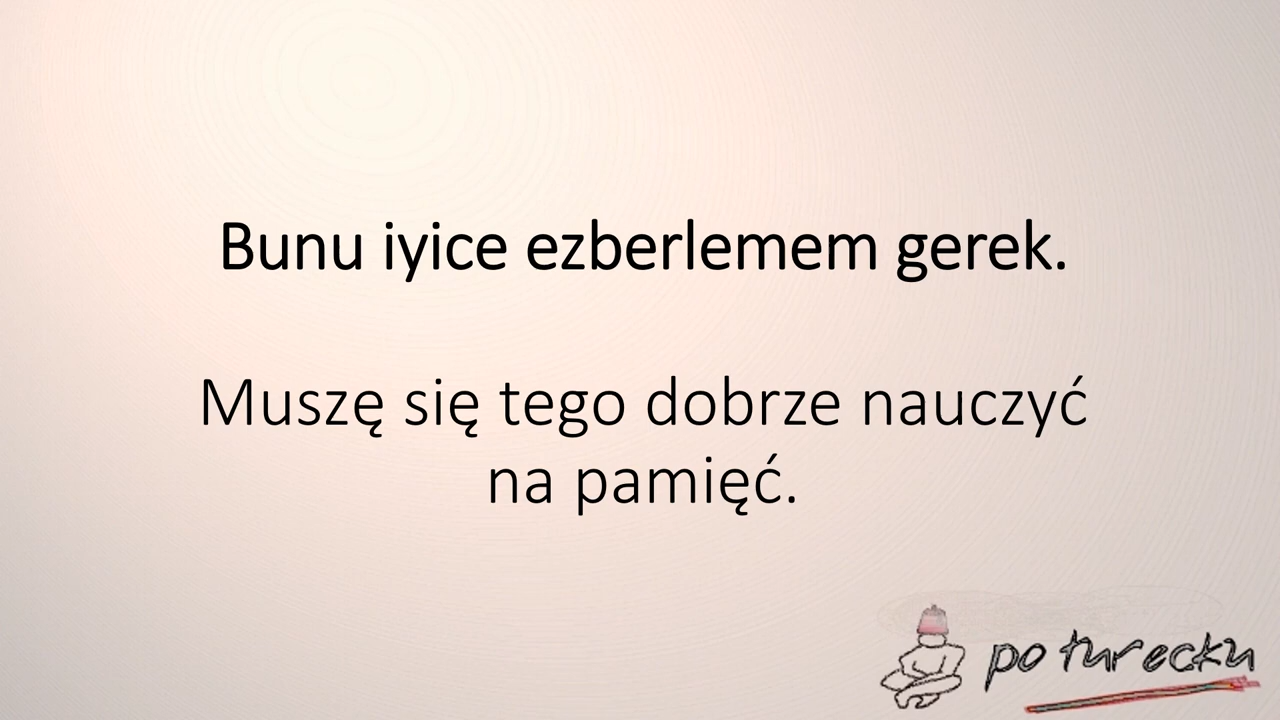 Bunu iyice ezberlemem gerek.
Muszę się tego dobrze nauczyć
na pamięć.
po turecku